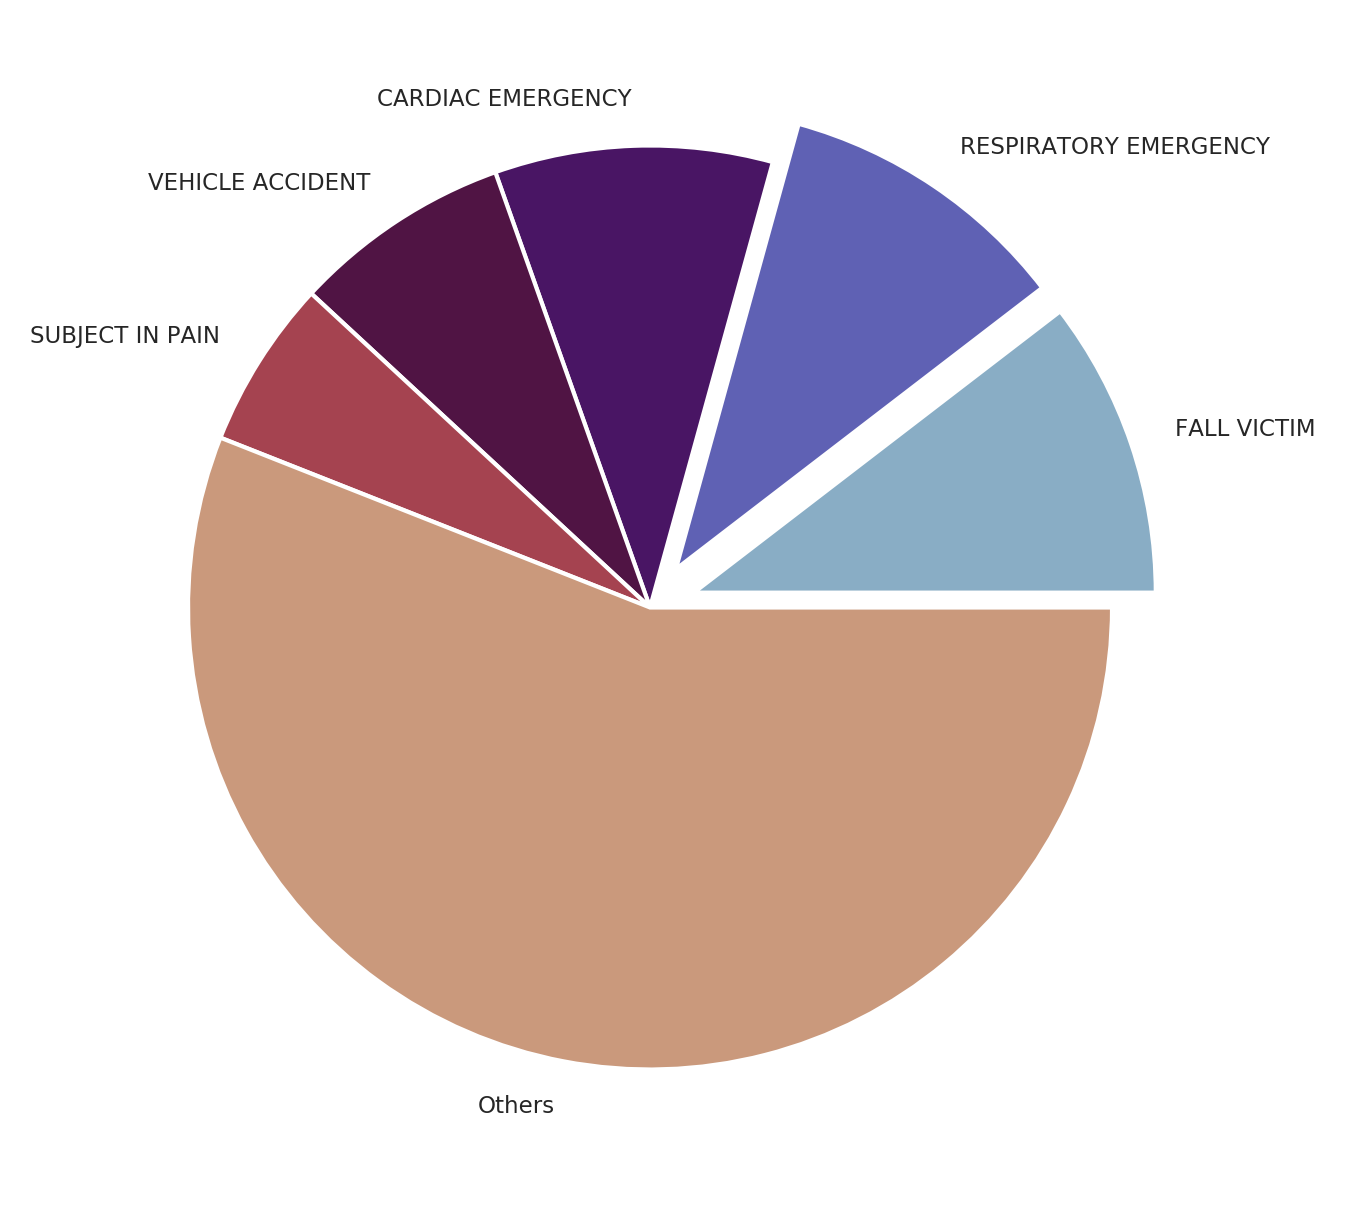 CARDIAC EMERGENCY
RESPIRATORY EMERGENCY
VEHICLE ACCIDENT
SUBJECT IN PAIN
FALL VICTIM
Others